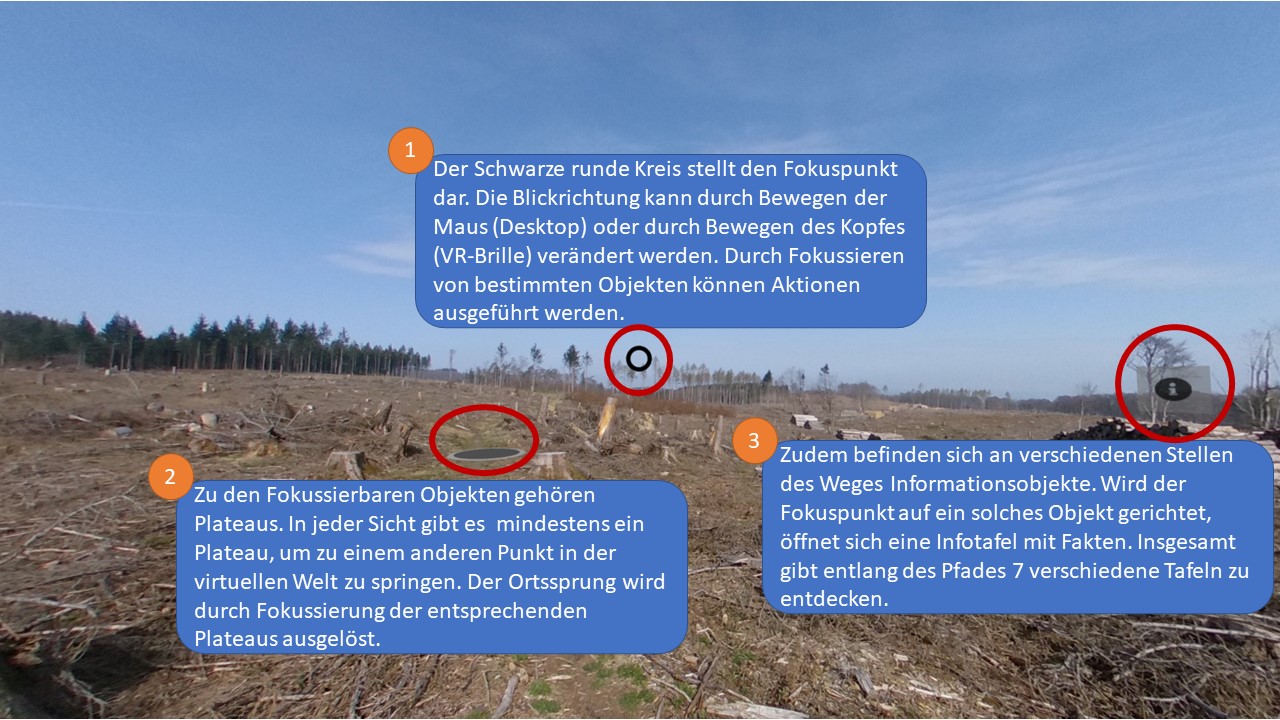 1
Der Schwarze runde Kreis stellt den Fokuspunkt
dar. Die Blickrichtung kann durch Bewegen der
Maus (Desktop) oder durch Bewegen des Kopfes
(VR-Brille) verändert werden. Durch Fokussieren
von bestimmten Objekten können Aktionen
ausgeführt werden.
2
Zu den Fokussierbaren Objekten gehören
Plateaus. In jeder Sicht gibt es  mindestens ein
Plateau, um zu einem anderen Punkt in der
virtuellen Welt zu springen. Der Ortssprung wird
durch Fokussierung der entsprechenden
Plateaus ausgelöst.
3
Zudem befinden sich an verschiedenen Stellen
des Weges Informationsobjekte. Wird der
Fokuspunkt auf ein solches Objekt gerichtet,
öffnet sich eine Infotafel mit Fakten. Insgesamt
gibt entlang des Pfades 7 verschiedene Tafeln zu
entdecken.
i